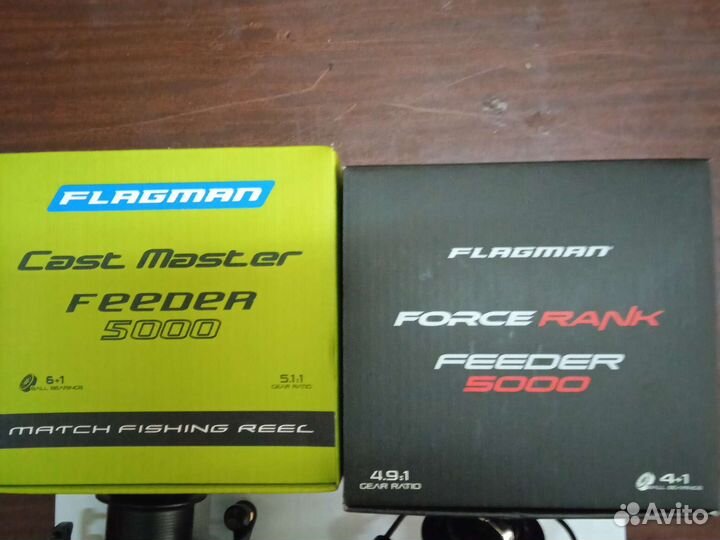 FLAGMAN
Cast Master
FEEDER
5000
6+1
BALL BEARINGS
5.1:1
GEAR RATIO
MATCH FISHING REEL
FLAGMAN
FORCE RANK
FEEDER
5000
4.9:1
GEAR RATIO
4+1
BALL BEARINGS
Avito